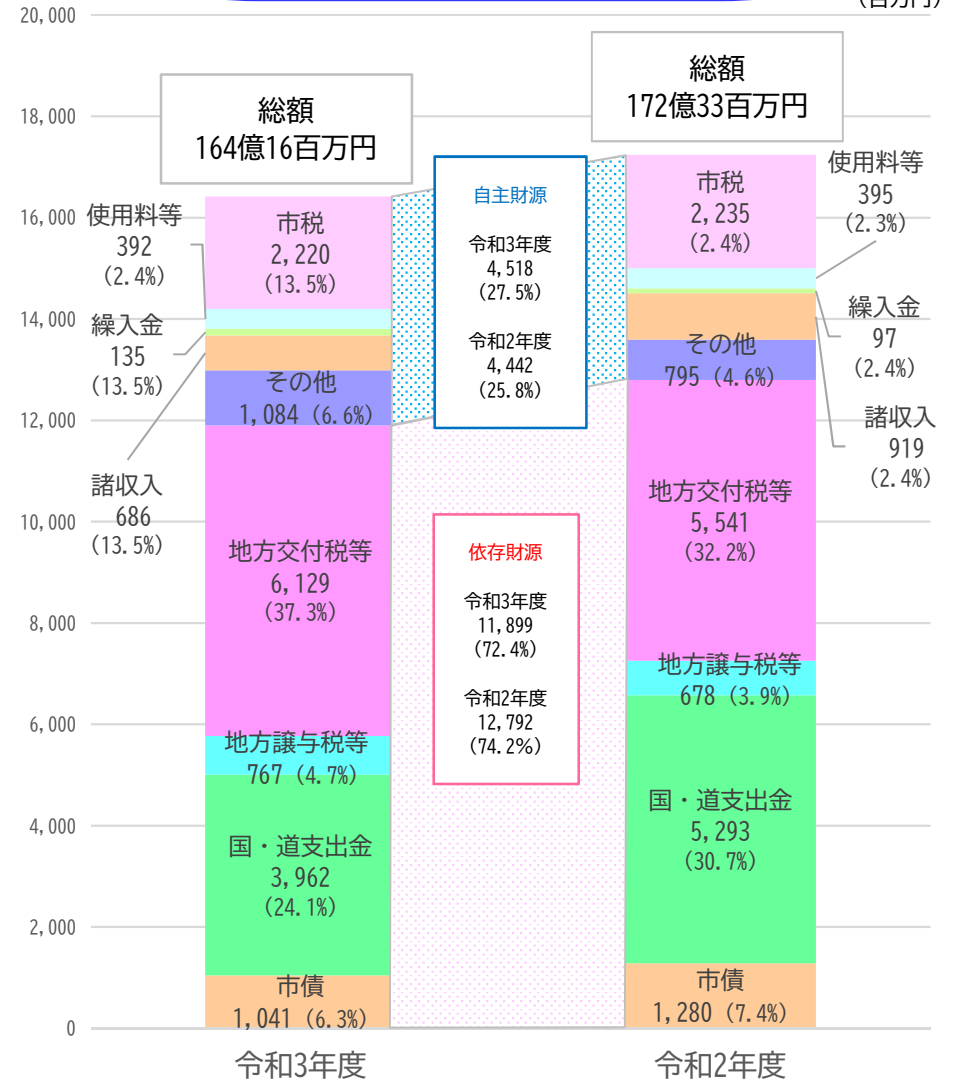 (百万円)
20,000
18,000
16,000
14,000
12,000
10,000
8,000
6,000
4,000
2,000
0
総額
164億16百万円
総額
172億33百万円
使用料等
392
(2.4%)
繰入金
135
(13.5%)
諸収入
686
(13.5%)
市税
2,220
(13.5%)
その他
1,084 (6.6%)
地方交付税等
6,129
(37.3%)
地方譲与税等
767 (4.7%)
国・道支出金
3,962
(24.1%)
市債
1,041 (6.3%)
令和3年度
自主財源
令和3年度
4,518
(27.5%)
令和2年度
4,442
(25.8%)
依存財源
令和3年度
11,899
(72.4%)
令和2年度
12,792
(74.2%)
市税
2,235
(2.4%)
その他
795 (4.6%)
地方交付税等
5,541
(32.2%)
地方譲与税等
678 (3.9%)
国・道支出金
5,293
(30.7%)
市債
1,280 (7.4%)
令和2年度
使用料等
395
(2.3%)
繰入金
97
(2.4%)
諸収入
919
(2.4%)